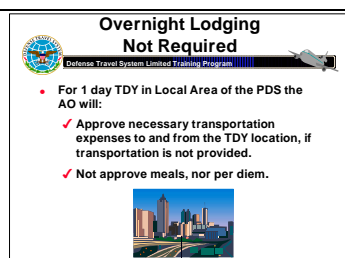 Overnight Lodging
Not Required
Defense Travel System Limited Training Program
• For 1 day TDY in Local Area of the PDS the
AO will:
✓ Approve necessary transportation
expenses to and from the TDY location, if
transportation is not provided.
✓ Not approve meals, nor per diem.